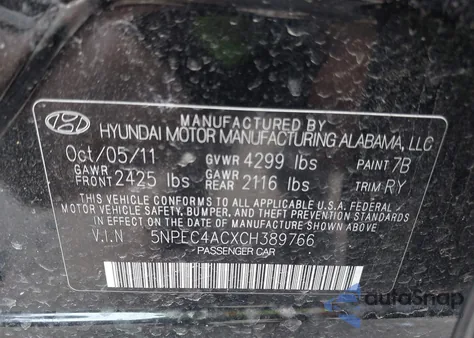 MANUFACTURED BY
HYUNDAI MOTOR MANUFACTURING ALABAMA, LLC
Oct/05/11 GVWR 4299 lbs PAINT 7B
GAWR FRONT 2425 lbs GAWR REAR 2116 lbs TRIM RY
THIS VEHICLE CONFORMS TO ALL APPLICABLE U.S.A. FEDERAL
MOTOR VEHICLE SAFETY, BUMPER, AND THEFT PREVENTION STANDARDS
IN EFFECT ON THE DATE OF MANUFACTURE SHOWN ABOVE
V.I.N 5NPEC4ACXCH389766
PASSENGER CAR
autoSnap